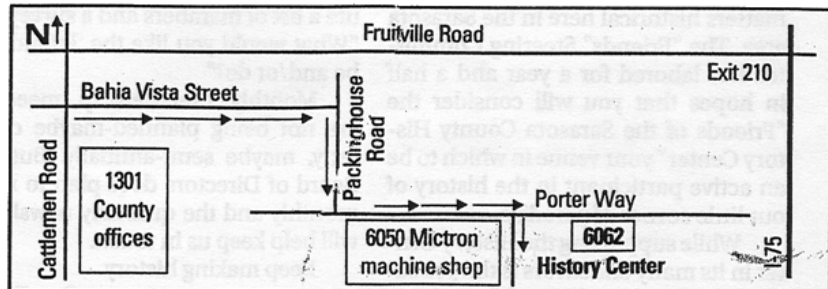 N
Fruitville Road
Exit 210
Bahia Vista Street
Packinghouse
Road
Cattlemen Road
1301
County
offices
Porter Way
6050 Mictrop
machine shop
6062
History Center
I-75